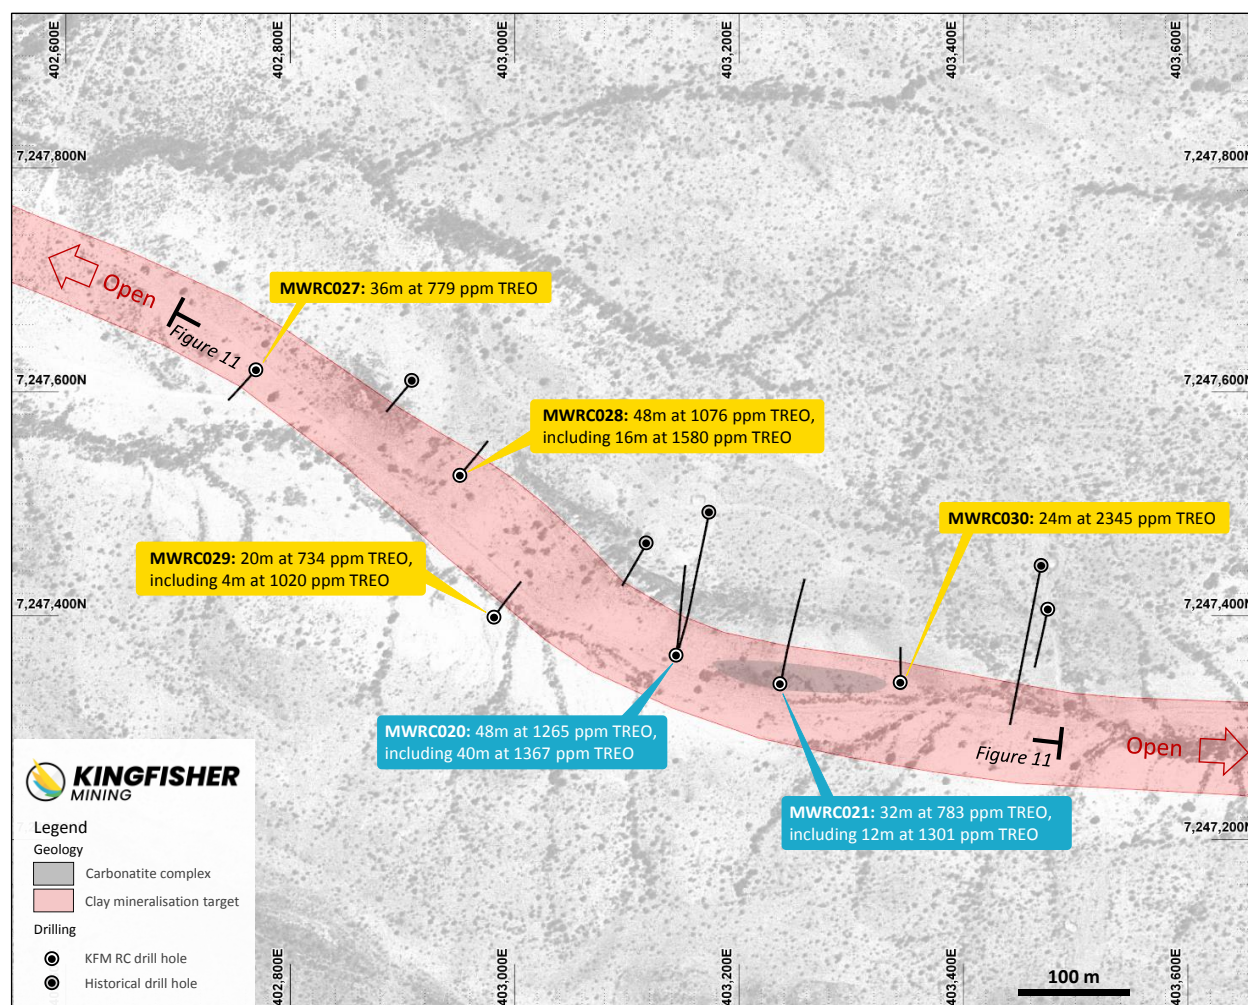 402,600E
402,800E
403,000E
403,200E
403,400E
403,600E
7,247,800N
7,247,800N
Open
MWRC027: 36m at 779 ppm TREO
Figure 11
7,247,600N
7,247,600N
MWRC028: 48m at 1076 ppm TREO,
including 16m at 1580 ppm TREO
MWRC030: 24m at 2345 ppm TREO
MWRC029: 20m at 734 ppm TREO,
including 4m at 1020 ppm TREO
7,247,400N
7,247,400N
MWRC020: 48m at 1265 ppm TREO,
including 40m at 1367 ppm TREO
Figure 11
Open
MWRC021: 32m at 783 ppm TREO,
including 12m at 1301 ppm TREO
7,247,200N
KINGFISHER
MINING
Legend
Geology
Carbonatite complex
Clay mineralisation target
Drilling
KFM RC drill hole
Historical drill hole
402,800E
403,000E
403,200E
403,400E
403,600E
100 m